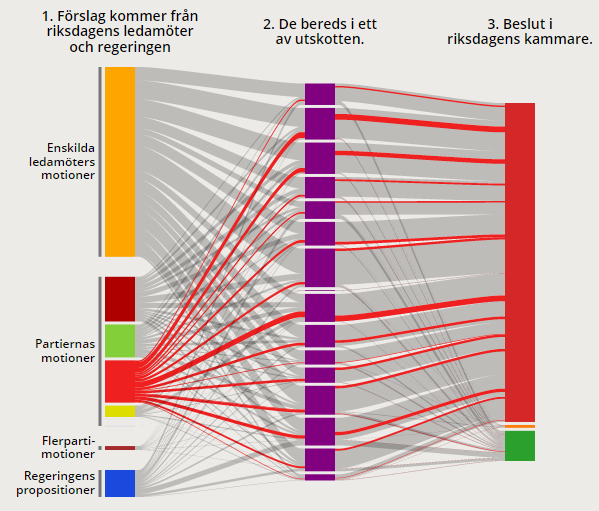 1. Förslag kommer från
riksdagens ledamöter
och regeringen
2. De bereds i ett
av utskotten.
3. Beslut i
riksdagens kammare.
Enskilda
ledamöters
motioner
Partiernas
motioner
Flerparti-
motioner
Regeringens
propositioner